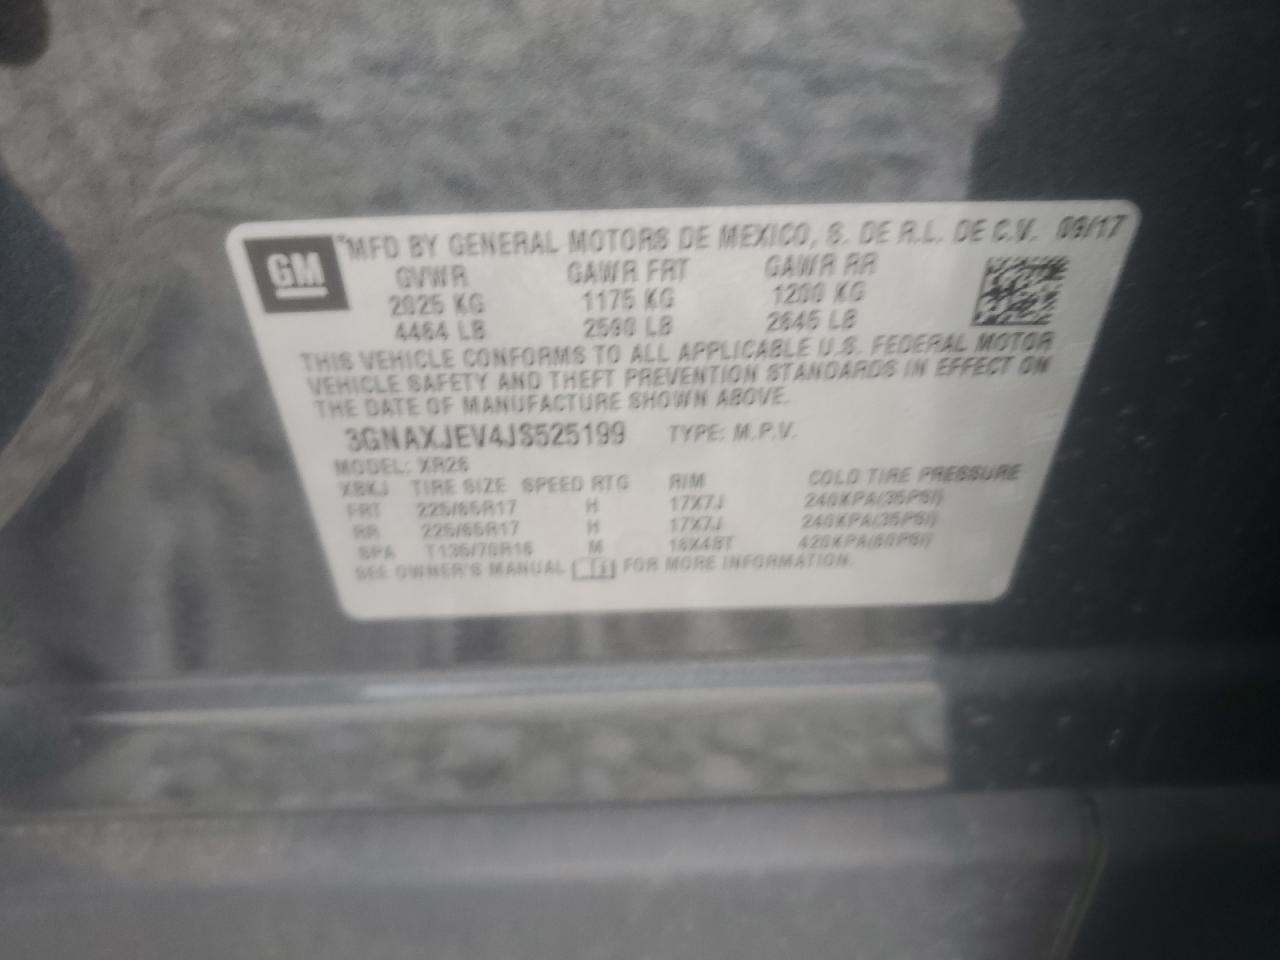 GM
MFD BY GENERAL MOTORS DE MEXICO, S. DE R.L. DE C.V. 09/17
GVWR GAWR FRT GAWR RR
2025 KG 1175 KG 1200 KG
4464 LB 2590 LB 2645 LB
THIS VEHICLE CONFORMS TO ALL APPLICABLE U.S. FEDERAL MOTOR
VEHICLE SAFETY AND THEFT PREVENTION STANDARDS IN EFFECT ON
THE DATE OF MANUFACTURE SHOWN ABOVE.
3GNAXJEV4JS525199 TYPE: M.P.V.
MODEL: XR26
TIRE SIZE SPEED RTG RIM COLD TIRE PRESSURE
FRT 225/65R17 H 17X7J 240KPA(35PSI)
RR 225/65R17 H 17X7J 240KPA(35PSI)
SPA T135/70R16 M 16X4BT 420KPA(60PSI)
SEE OWNER'S MANUAL FOR MORE INFORMATION.